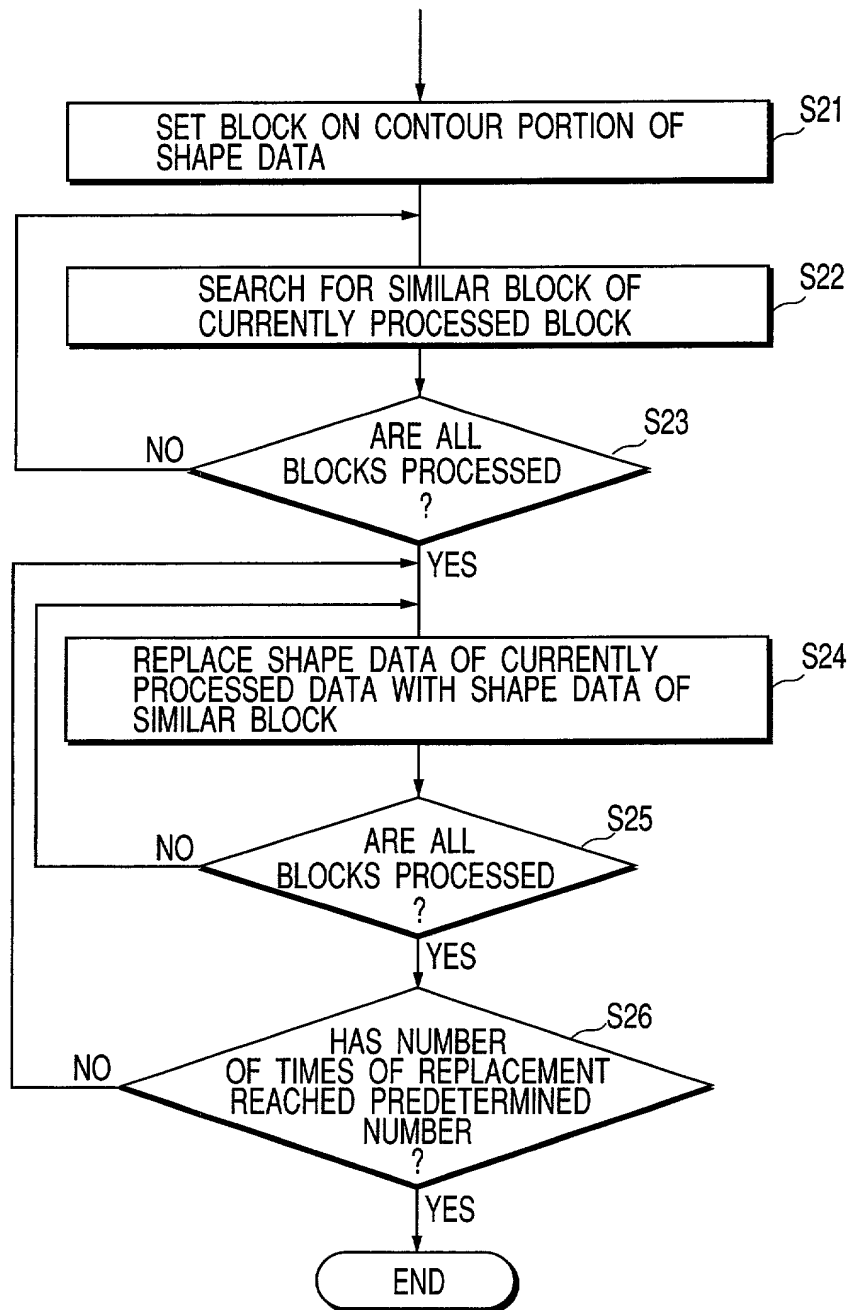 SET BLOCK ON CONTOUR PORTION OF
SHAPE DATA
S21
SEARCH FOR SIMILAR BLOCK OF
CURRENTLY PROCESSED BLOCK
S22
ARE ALL
BLOCKS PROCESSED
?
S23
NO
YES
REPLACE SHAPE DATA OF CURRENTLY
PROCESSED DATA WITH SHAPE DATA OF
SIMILAR BLOCK
S24
ARE ALL
BLOCKS PROCESSED
?
S25
NO
YES
HAS NUMBER
OF TIMES OF REPLACEMENT
REACHED PREDETERMINED
NUMBER
?
S26
NO
YES
END